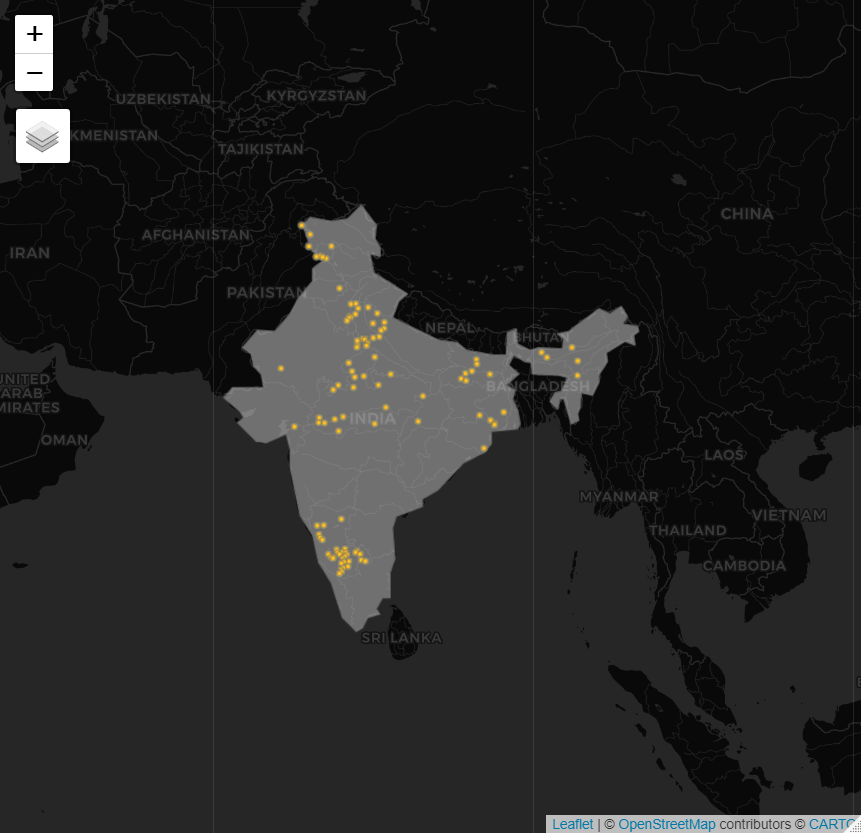 +
−
UZBEKISTAN
KYRGYZSTAN
KMENISTAN
TAJIKISTAN
CHINA
AFGHANISTAN
IRAN
PAKISTAN
NEPAL
BHUTAN
UNITED
ARAB
MIRATES
BANGLADESH
INDIA
OMAN
LAOS
MYANMAR
VIETNAM
THAILAND
CAMBODIA
SRI LANKA
Leaflet | © OpenStreetMap contributors © CARTO